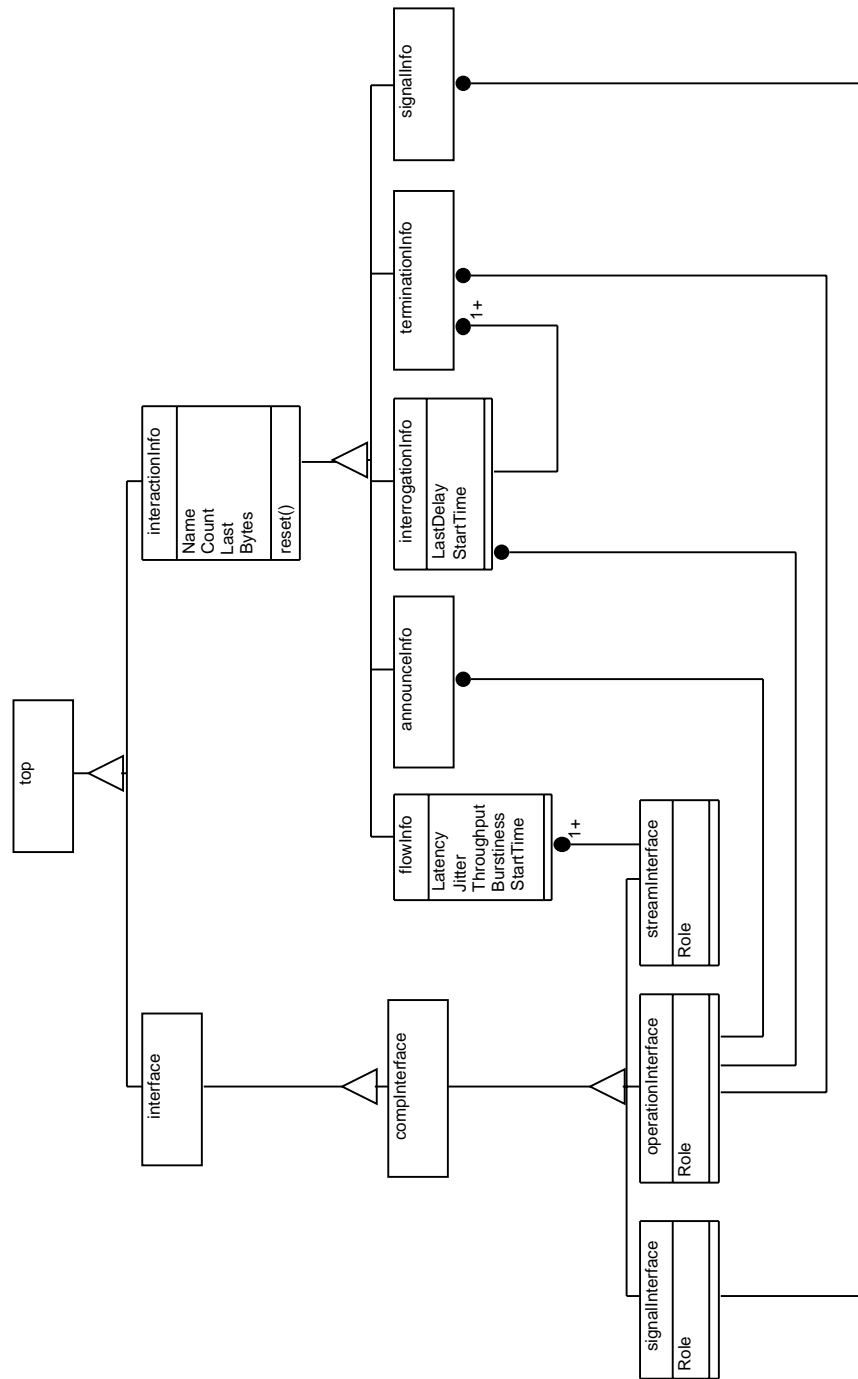 top
interface
interactionInfo
Name
Count
Last
Bytes
reset()
compInterface
flowInfo
Latency
Jitter
Throughput
Burstiness
StartTime
announceInfo
interrogationInfo
LastDelay
StartTime
terminationInfo
signalInfo
1+
1+
signalInterface
Role
operationInterface
Role
streamInterface
Role